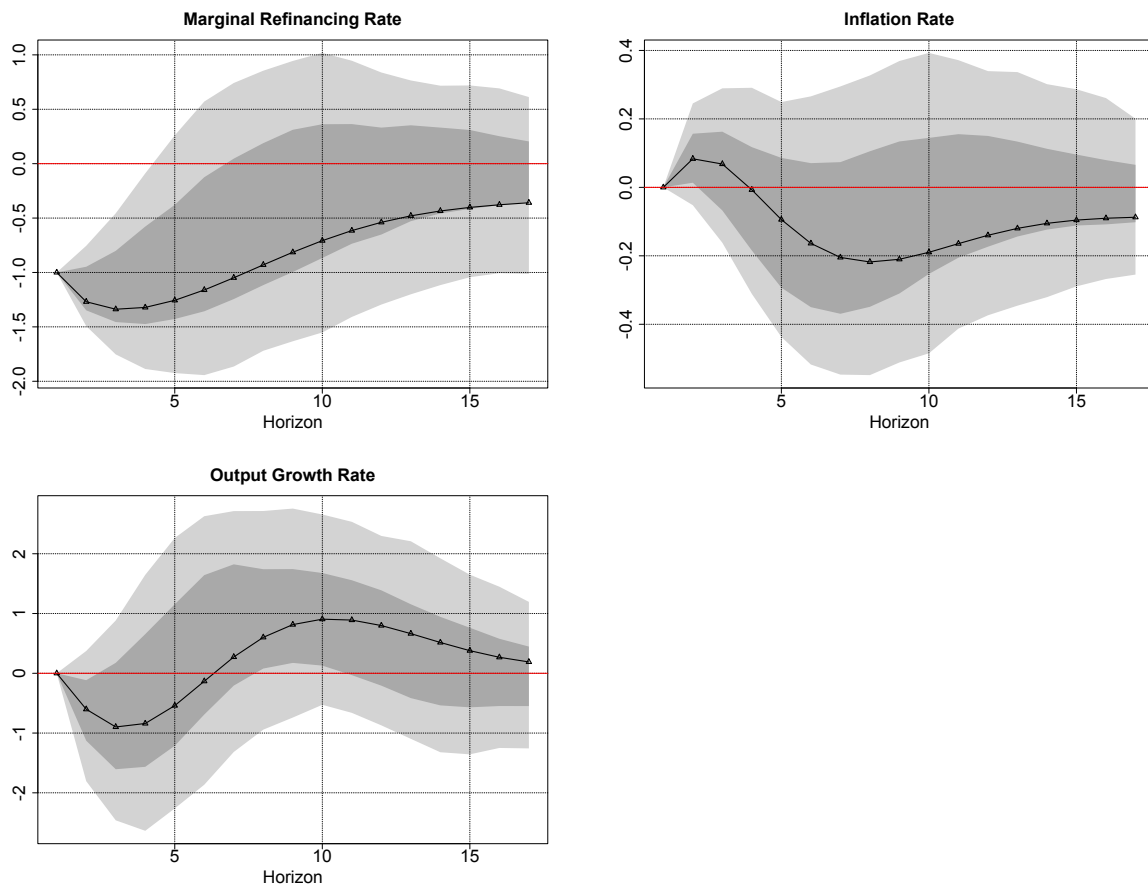 Marginal Refinancing Rate
1.0
0.5
0.0
-0.5
-1.0
-1.5
-2.0
5 10 15
Horizon
Inflation Rate
0.4
0.2
0.0
-0.2
-0.4
5 10 15
Horizon
Output Growth Rate
2
1
0
-1
-2
5 10 15
Horizon